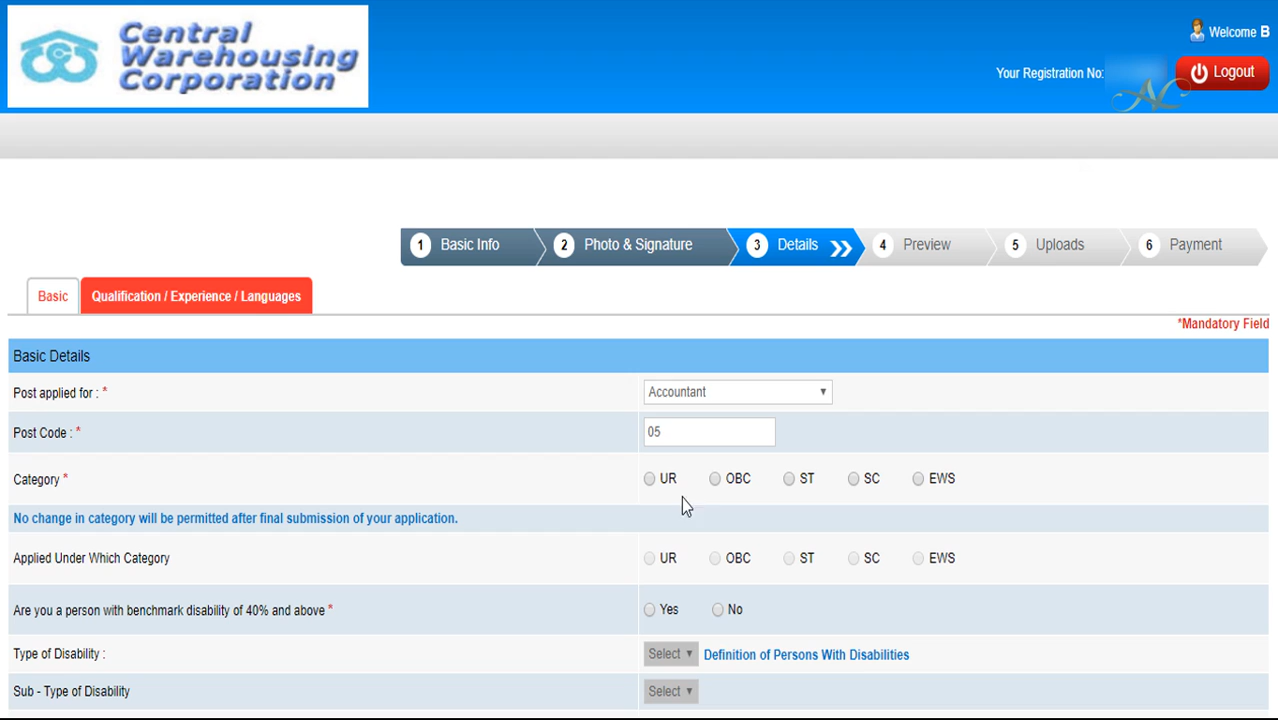 Central
Warehousing
Corporation
Welcome B
Your Registration No:
Logout
1 Basic Info 2 Photo & Signature 3 Details 4 Preview 5 Uploads 6 Payment
Basic Qualification / Experience / Languages
*Mandatory Field
Basic Details
Post applied for : * Accountant
Post Code : * 05
Category * UR OBC ST SC EWS
No change in category will be permitted after final submission of your application.
Applied Under Which Category UR OBC ST SC EWS
Are you a person with benchmark disability of 40% and above * Yes No
Type of Disability : Select Definition of Persons With Disabilities
Sub - Type of Disability Select